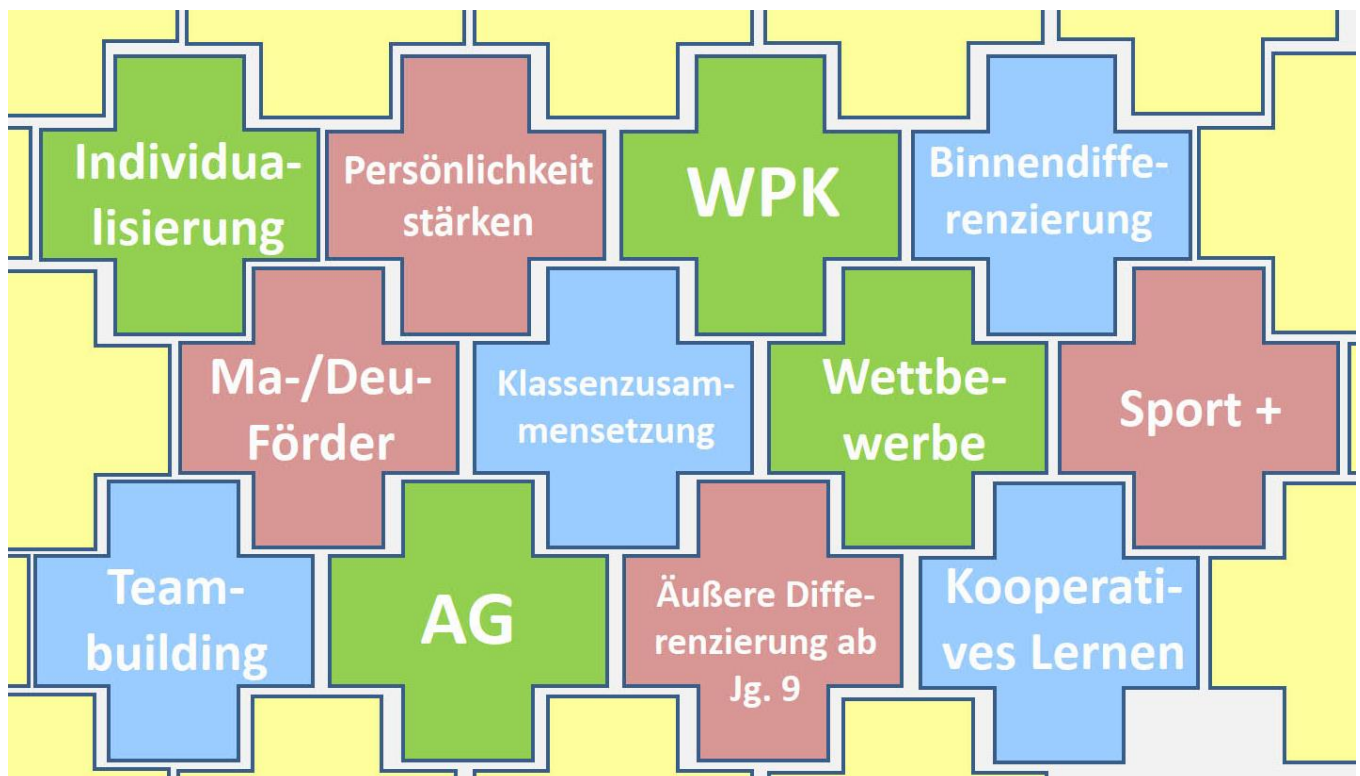 Individua-
lisierung
Persönlichkeit
stärken
WPK
Binnendiffe-
renzierung
Ma-/Deu-
Förder
Klassenzusam-
mensetzung
Wettbe-
werbe
Sport +
Team-
building
AG
Äußere Diffe-
renzierung ab
Jg. 9
Kooperati-
ves Lernen